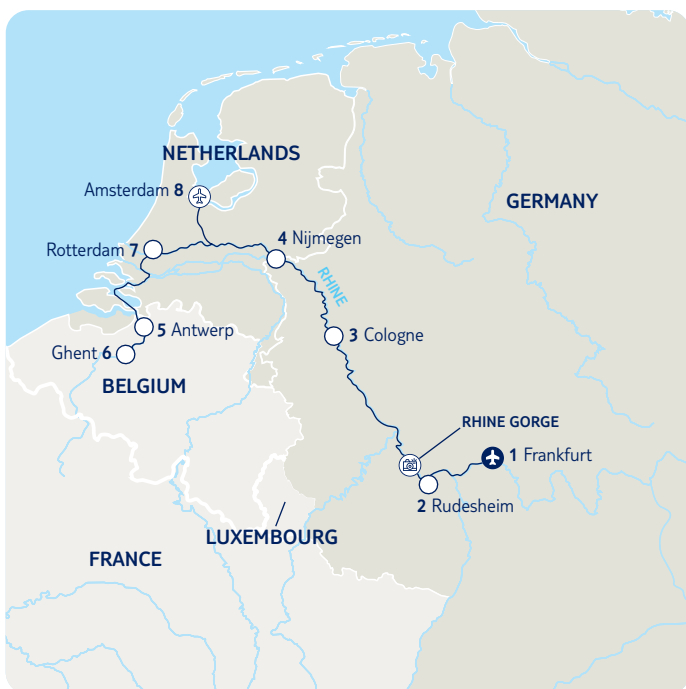 NETHERLANDS
Amsterdam 8
GERMANY
4 Nijmegen
Rotterdam 7
RHINE
5 Antwerp
3 Cologne
Ghent 6
BELGIUM
RHINE GORGE
1 Frankfurt
2 Rudesheim
LUXEMBOURG
FRANCE